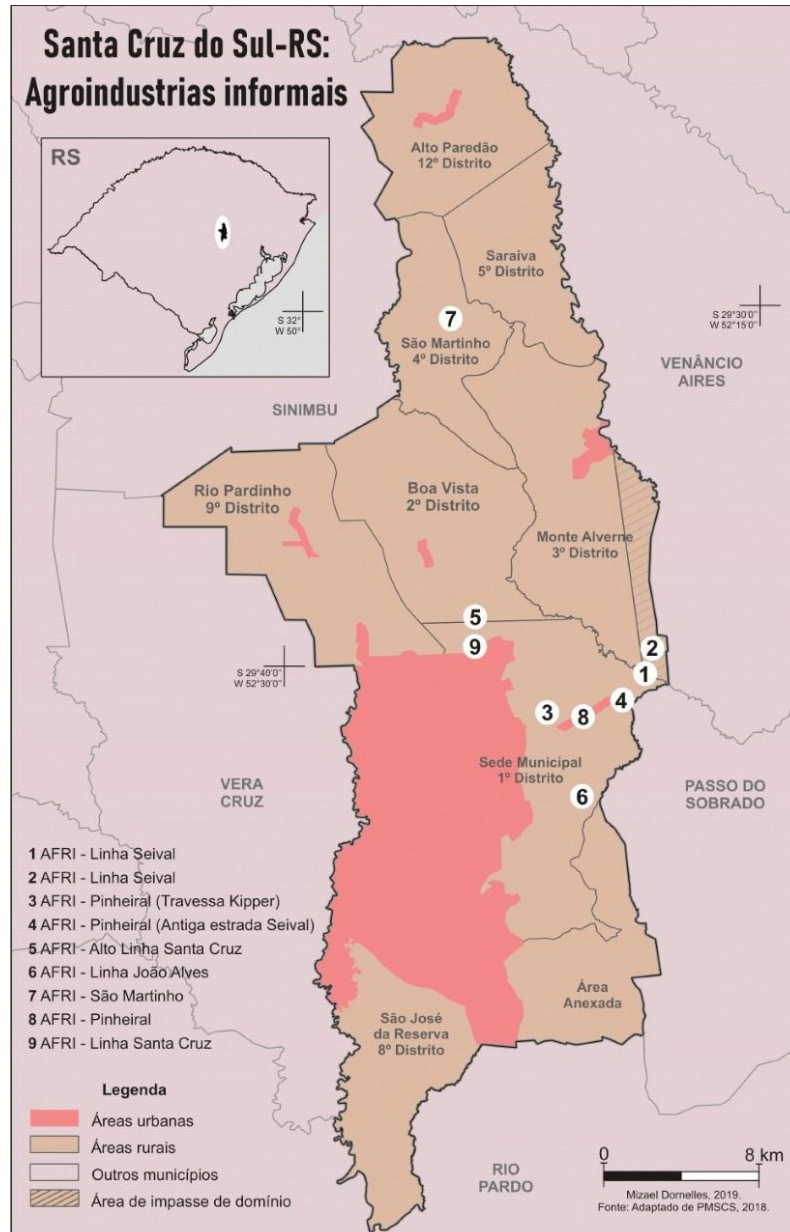 Santa Cruz do Sul-RS:
Agroindustrias informais
RS
S 32°
W 50°
Alto Paredão
12º Distrito
Saraiva
5º Distrito
S 29°30'0''
W 52°15'0''
7
São Martinho
4º Distrito
VENÂNCIO
AIRES
SINIMBU
Rio Pardinho
9º Distrito
Boa Vista
2º Distrito
Monte Alverne
3º Distrito
5
9
2
1
S 29°40'0''
W 52°30'0''
3
8
4
Sede Municipal
1º Distrito
6
VERA
CRUZ
PASSO DO
SOBRADO
1 AFRI - Linha Seival
2 AFRI - Linha Seival
3 AFRI - Pinheiral (Travessa Kipper)
4 AFRI - Pinheiral (Antiga estrada Seival)
5 AFRI - Alto Linha Santa Cruz
6 AFRI - Linha João Alves
7 AFRI - São Martinho
8 AFRI - Pinheiral
9 AFRI - Linha Santa Cruz
Área
Anexada
São José
da Reserva
8º Distrito
Legenda
Áreas urbanas
Áreas rurais
Outros municípios
Área de impasse de domínio
RIO
PARDO
0 8 km
Mizael Dornelles, 2019.
Fonte: Adaptado de PMSCS, 2018.